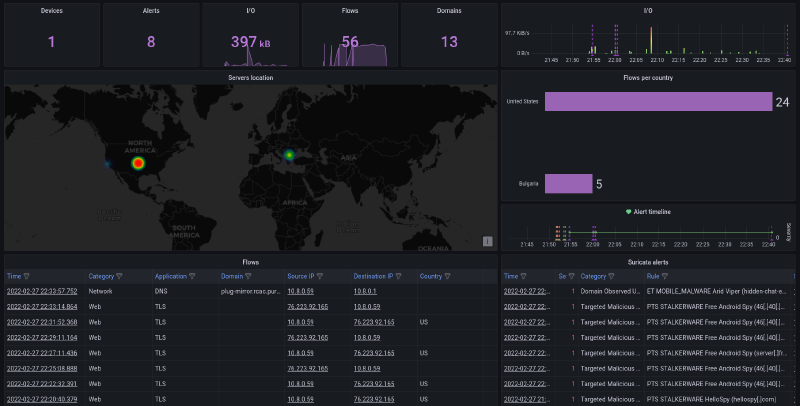 Devices
1
Alerts
8
I/O
397 kB
Flows
56
Domains
13
I/O
97.7 KiB/s
0 B/s
21:45 21:50 21:55 22:00 22:05 22:10 22:15 22:20 22:25 22:30 22:35 22:40
Servers location
NORTH AMERICA
ASIA
AFRICA
SOUTH AMERICA
OCEANIA
i
Flows per country
United States 24
Bulgaria 5
Alert timeline
0
Severity
21:45 21:50 21:55 22:00 22:05 22:10 22:15 22:20 22:25 22:30 22:35 22:40
Flows
Time Category Application Domain Source IP Destination IP Country S
2022-02-27 22:33:57.752 Network DNS plug-mirror.rcac.pur... 10.8.0.59 10.8.0.1
2022-02-27 22:33:14.864 Web TLS 76.223.92.165 10.8.0.59
2022-02-27 22:31:52.368 Web TLS 10.8.0.59 76.223.92.165 US
2022-02-27 22:29:11.164 Web TLS 76.223.92.165 10.8.0.59
2022-02-27 22:27:11.436 Web TLS 10.8.0.59 76.223.92.165 US
2022-02-27 22:25:08.888 Web TLS 76.223.92.165 10.8.0.59
2022-02-27 22:22:32.391 Web TLS 10.8.0.59 76.223.92.165 US
2022-02-27 22:20:40.379 Web TLS 10.8.0.59 76.223.92.165 US
Suricata alerts
Time Se Category Rule S
2022-02-27 22:... 1 Domain Observed U... ET MOBILE_MALWARE Arid Viper (hidden-chat-e...
2022-02-27 22:... 1 Targeted Malicious ... PTS STALKERWARE Free Android Spy (46[.]40[.]...
2022-02-27 22:... 1 Targeted Malicious ... PTS STALKERWARE Free Android Spy (46[.]40[.]...
2022-02-27 22:... 1 Targeted Malicious ... PTS STALKERWARE Free Android Spy (46[.]40[.]...
2022-02-27 22:... 1 Targeted Malicious ... PTS STALKERWARE Free Android Spy (server[.]fr...
2022-02-27 22:... 1 Targeted Malicious ... PTS STALKERWARE Free Android Spy (46[.]40[.]...
2022-02-27 22:... 1 Targeted Malicious ... PTS STALKERWARE Free Android Spy (46[.]40[.]...
2022-02-27 21:... 1 Targeted Malicious ... PTS STALKERWARE HelloSpy (hellospy[.]com)